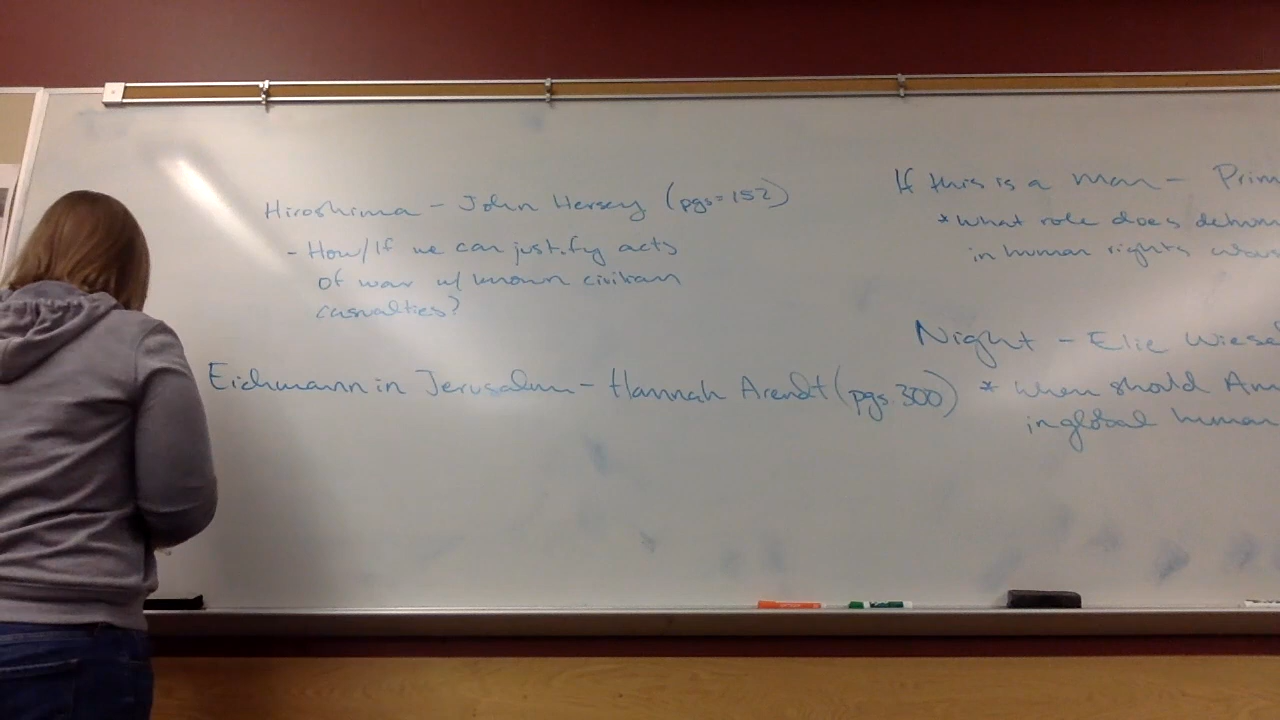 Hiroshima - John Hersey (pgs=152)
- How/If we can justify acts
of war w/ known civilian
casualties?
Eichmann in Jerusalem - Hannah Arendt (pgs. 300)
If this is a man - Prim
* What role does dehum
in human rights
Night - Elie Wiese
* When should Am
in global human